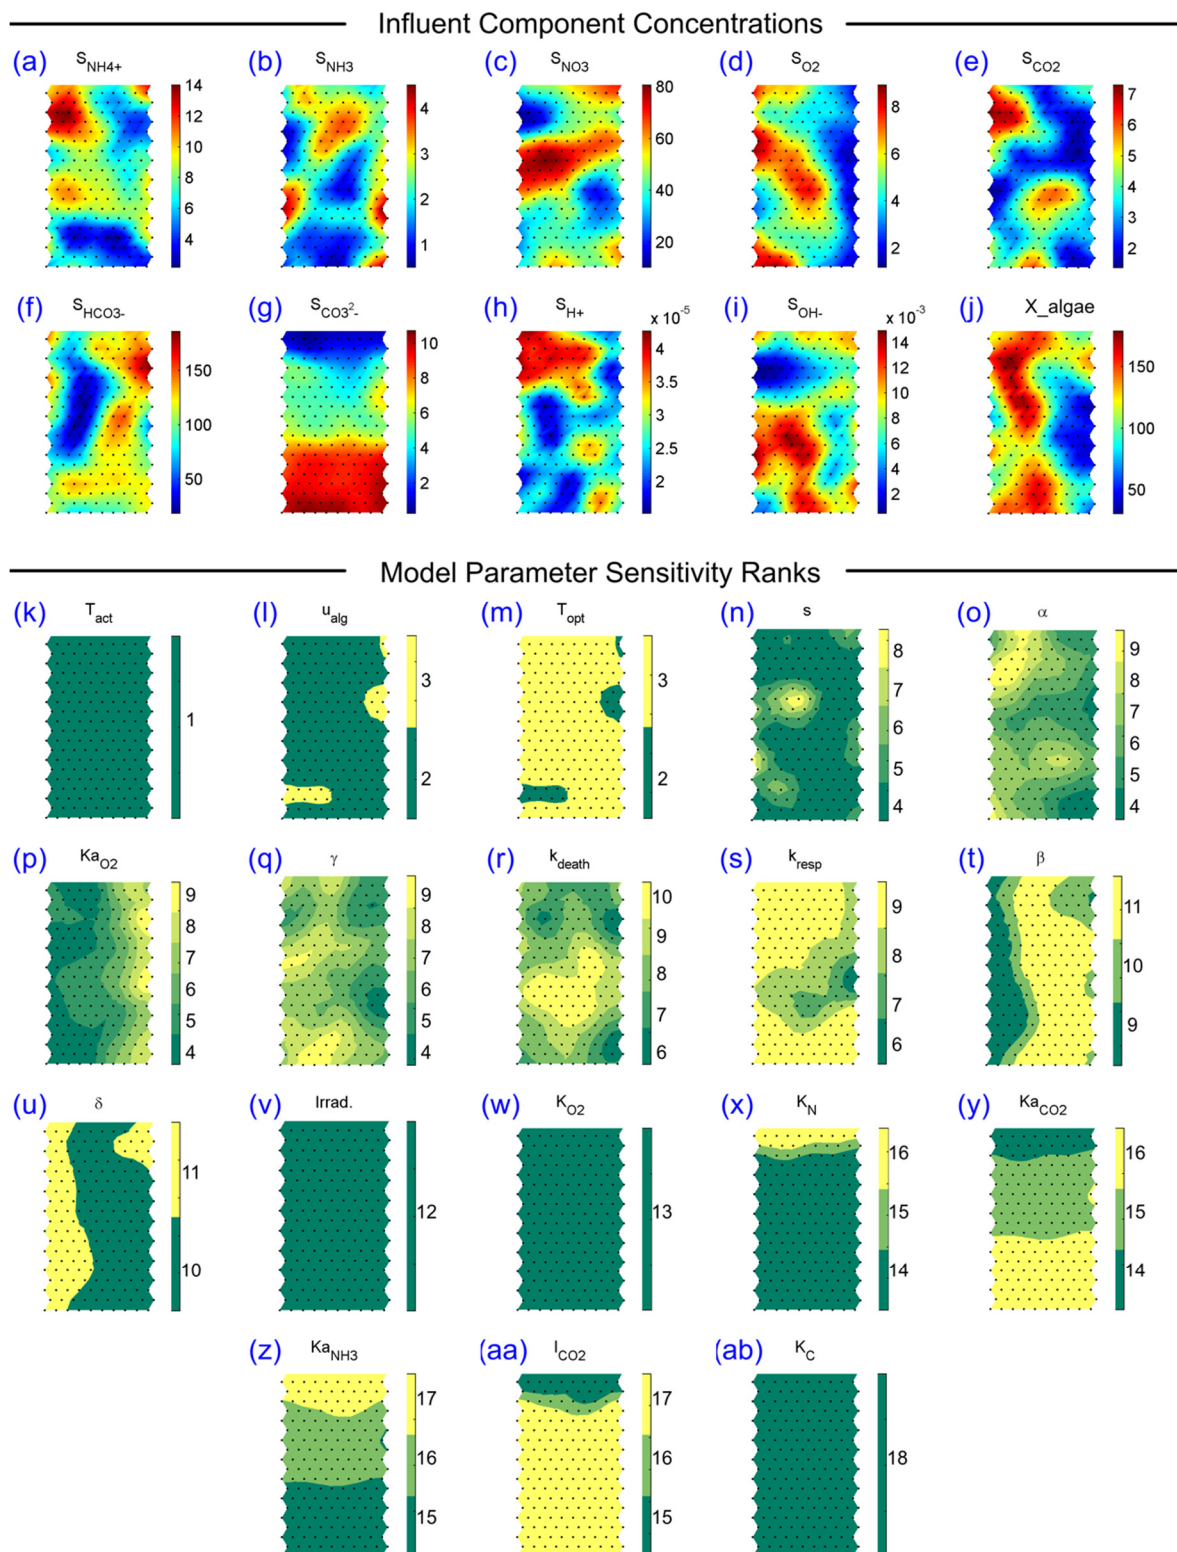 Influent Component Concentrations
(a) S_NH4+ (b) S_NH3 (c) S_NO3 (d) S_O2 (e) S_CO2
14 12 10 8 6 4
4 3 2 1
80 60 40 20
8 6 4 2
7 6 5 4 3 2
(f) S_HCO3- (g) S_CO3²- (h) S_H+ (i) S_OH- (j) X_algae
150 100 50
10 8 6 4 2
x 10⁻⁵
4 3.5 3 2.5 2
x 10⁻³
14 12 10 8 6 4 2
150 100 50
Model Parameter Sensitivity Ranks
(k) T_act (l) u_alg (m) T_opt (n) s (o) α
1
3 2
3 2
8 7 6 5 4
9 8 7 6 5 4
(p) Ka_O2 (q) γ (r) k_death (s) k_resp (t) β
9 8 7 6 5 4
9 8 7 6 5 4
10 9 8 7 6
9 8 7 6
11 10 9
(u) δ (v) Irrad. (w) K_O2 (x) K_N (y) Ka_CO2
11 10
12
13
16 15 14
16 15 14
(z) Ka_NH3 (aa) I_CO2 (ab) K_C
17 16 15
17 16 15
18